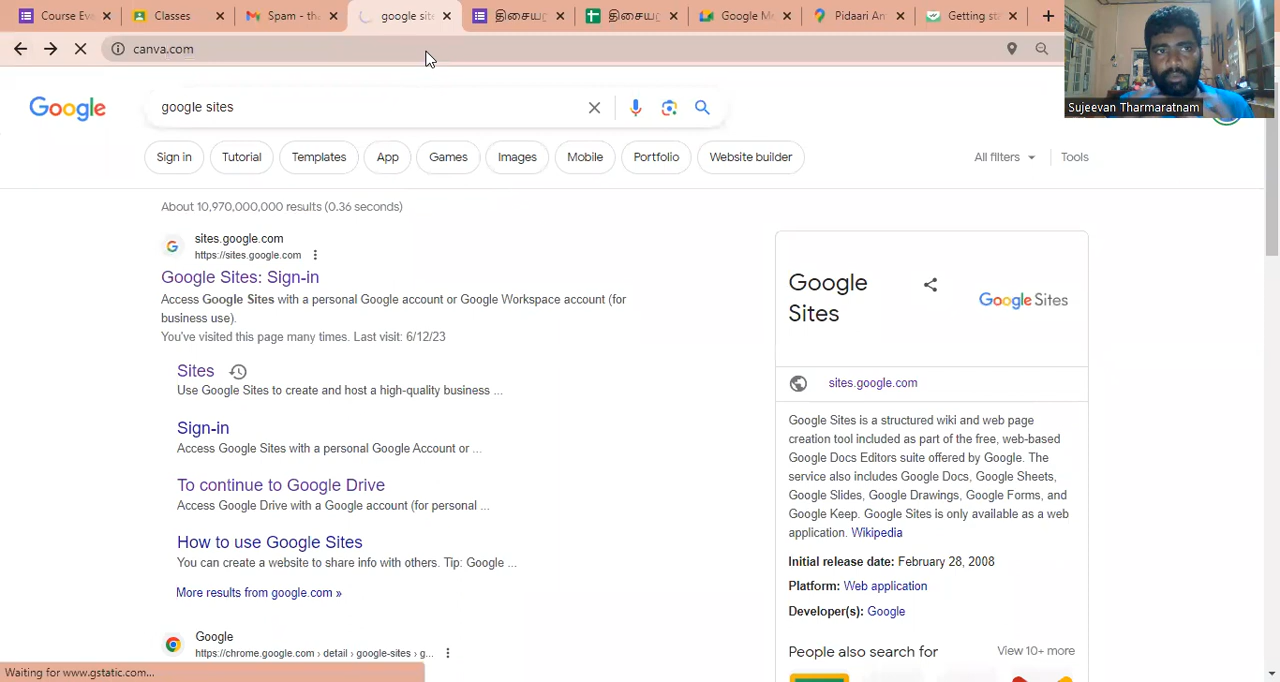 Course Eva
Classes
Spam - tha
google site
திசையற
திசையற
Google Ma
Pidaari Am
Getting sta
canva.com
Sujeevan Tharmaratnam
Google
google sites
Sign in
Tutorial
Templates
App
Games
Images
Mobile
Portfolio
Website builder
All filters
Tools
About 10,970,000,000 results (0.36 seconds)
sites.google.com
https://sites.google.com
Google Sites: Sign-in
Access Google Sites with a personal Google account or Google Workspace account (for
business use).
You've visited this page many times. Last visit: 6/12/23
Sites
Use Google Sites to create and host a high-quality business ...
Sign-in
Access Google Sites with a personal Google Account or ...
To continue to Google Drive
Access Google Drive with a Google account (for personal ...
How to use Google Sites
You can create a website to share info with others. Tip: Google ...
More results from google.com »
Google
https://chrome.google.com › detail › google-sites › g...
Waiting for www.gstatic.com...
Google
Sites
Google Sites
sites.google.com
Google Sites is a structured wiki and web page
creation tool included as part of the free, web-based
Google Docs Editors suite offered by Google. The
service also includes Google Docs, Google Sheets,
Google Slides, Google Drawings, Google Forms, and
Google Keep. Google Sites is only available as a web
application. Wikipedia
Initial release date: February 28, 2008
Platform: Web application
Developer(s): Google
People also search for
View 10+ more